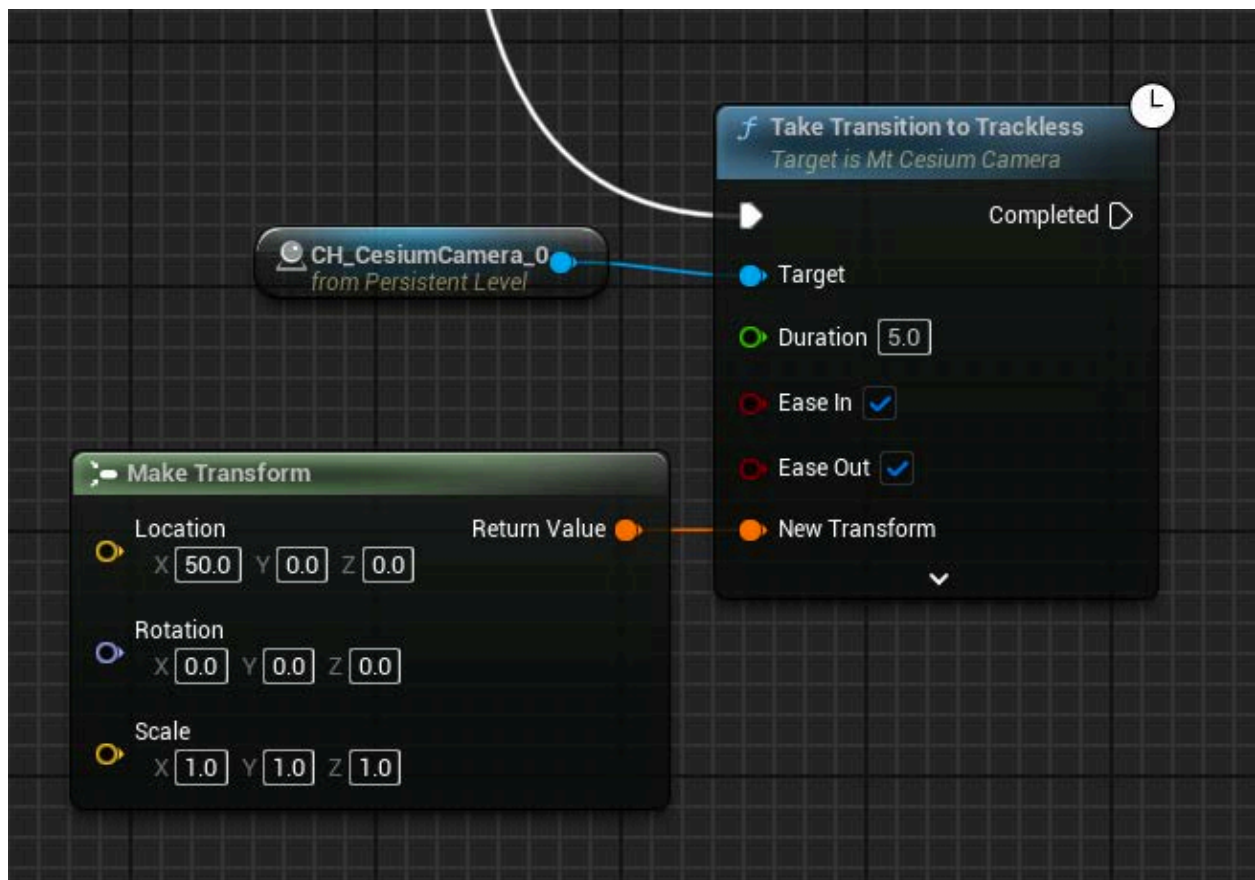 Take Transition to Trackless
Target is Mt Cesium Camera
Completed
CH_CesiumCamera_0
from Persistent Level
Target
Duration 5.0
Ease In
Ease Out
New Transform
Make Transform
Location Return Value
X 50.0 Y 0.0 Z 0.0
Rotation
X 0.0 Y 0.0 Z 0.0
Scale
X 1.0 Y 1.0 Z 1.0